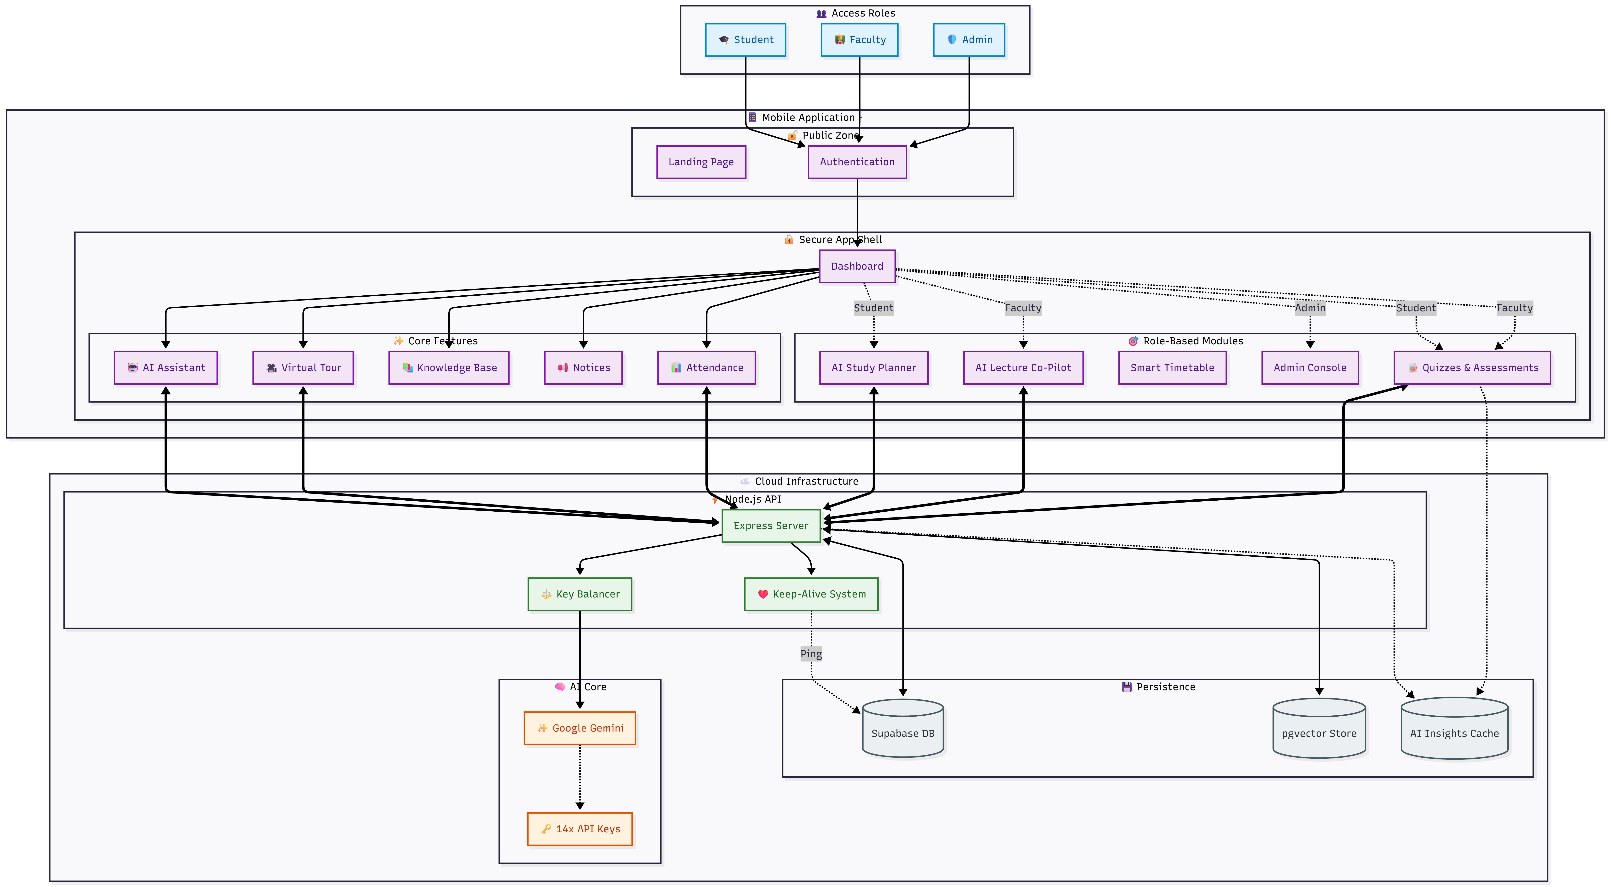 Access Roles
Student
Faculty
Admin
Mobile Application -
Public Zone
Landing Page
Authentication
Secure App Shell
Dashboard
Student
Faculty
Admin
Student
Faculty
Core Features
Role-Based Modules
AI Assistant
Virtual Tour
Knowledge Base
Notices
Attendance
AI Study Planner
AI Lecture Co-Pilot
Smart Timetable
Admin Console
Quizzes & Assessments
Cloud Infrastructure
Node.js API
Express Server
Key Balancer
Keep-Alive System
Ping
AI Core
Persistence
Google Gemini
Supabase DB
pgvector Store
AI Insights Cache
14x API Keys